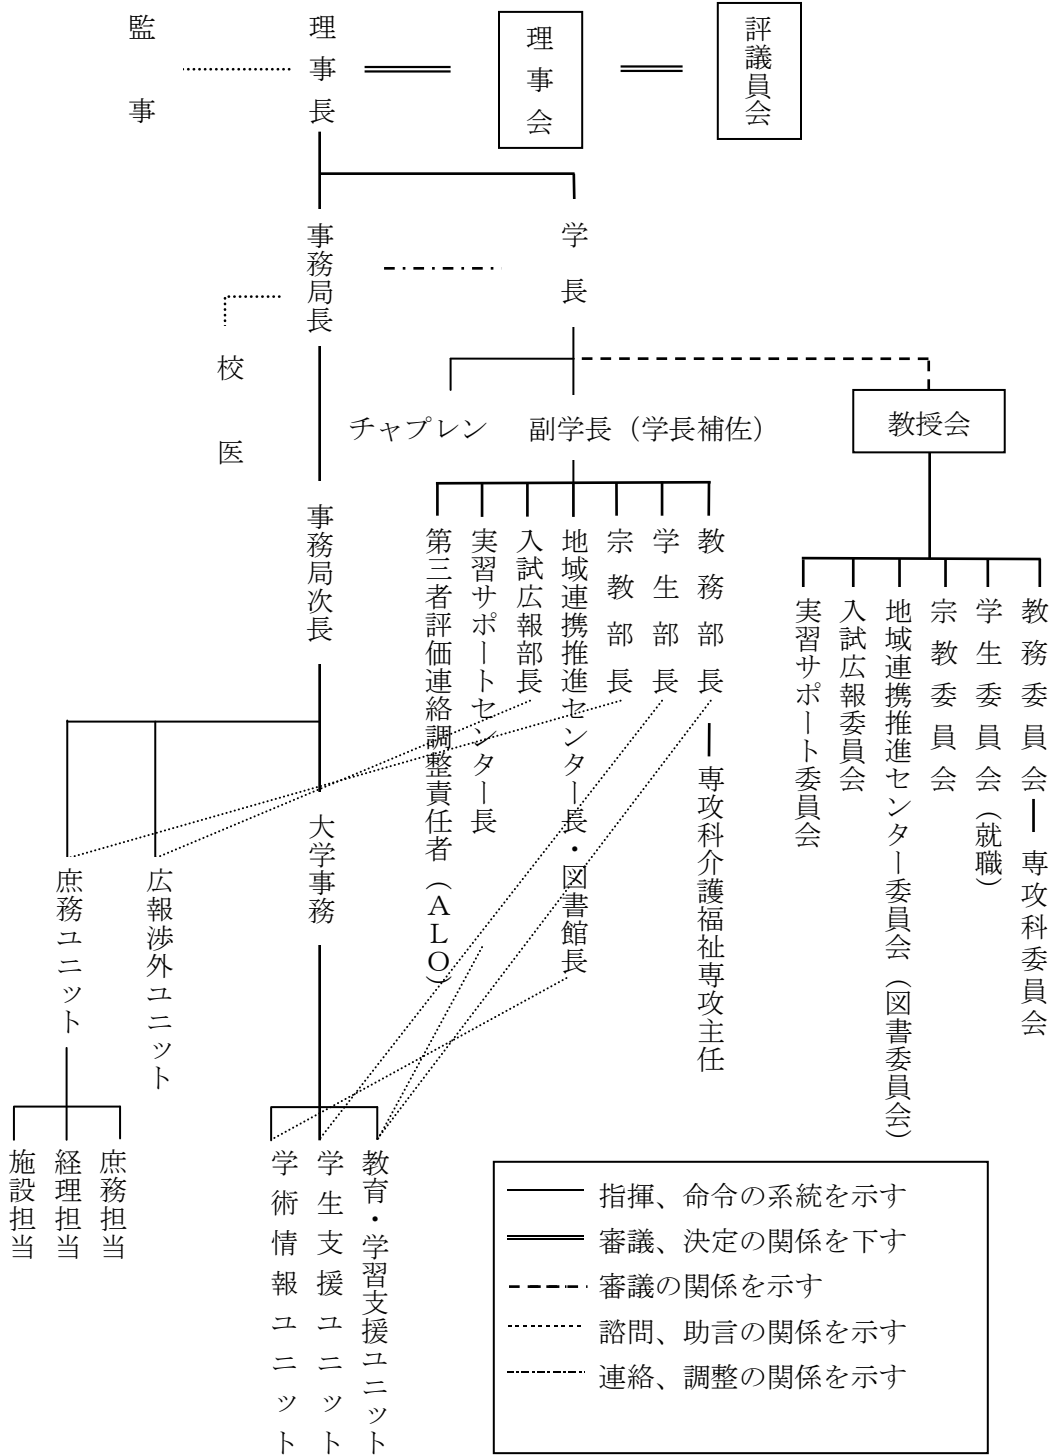 監事
理事長
理事会
評議員会
事務局長
学長
校医
チャプレン
副学長（学長補佐）
教授会
事務局次長
第三者評価連絡調整責任者（ＡＬＯ）
実習サポートセンター長
入試広報部長
地域連携推進センター長・図書館長
宗教部長
学生部長
教務部長
専攻科介護福祉専攻主任
実習サポート委員会
入試広報委員会
地域連携推進センター委員会（図書委員会）
宗教委員会
学生委員会（就職）
教務委員会
専攻科委員会
大学事務
庶務ユニット
広報渉外ユニット
施設担当
経理担当
庶務担当
学術情報ユニット
学生支援ユニット
教育・学習支援ユニット
指揮、命令の系統を示す
審議、決定の関係を下す
審議の関係を示す
諮問、助言の関係を示す
連絡、調整の関係を示す